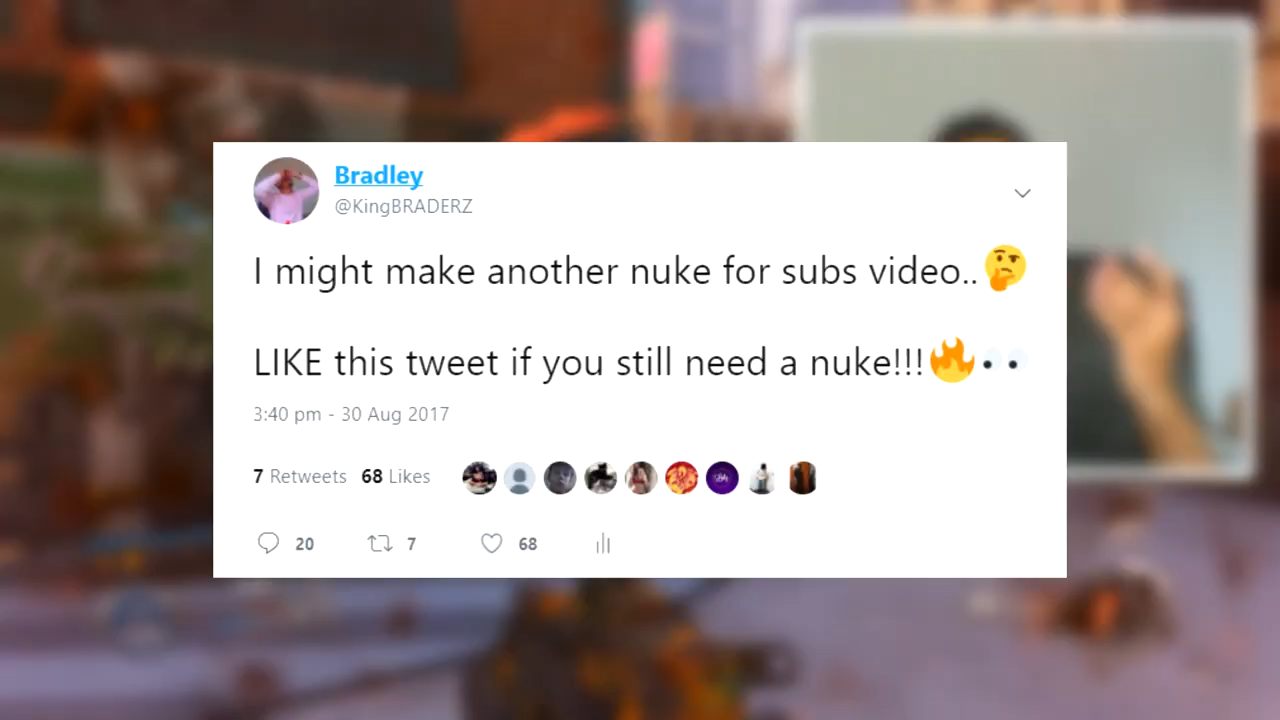 Bradley
@KingBRADERZ
I might make another nuke for subs video..🤔
LIKE this tweet if you still need a nuke!!!🔥👀
3:40 pm - 30 Aug 2017
7 Retweets 68 Likes
20 7 68